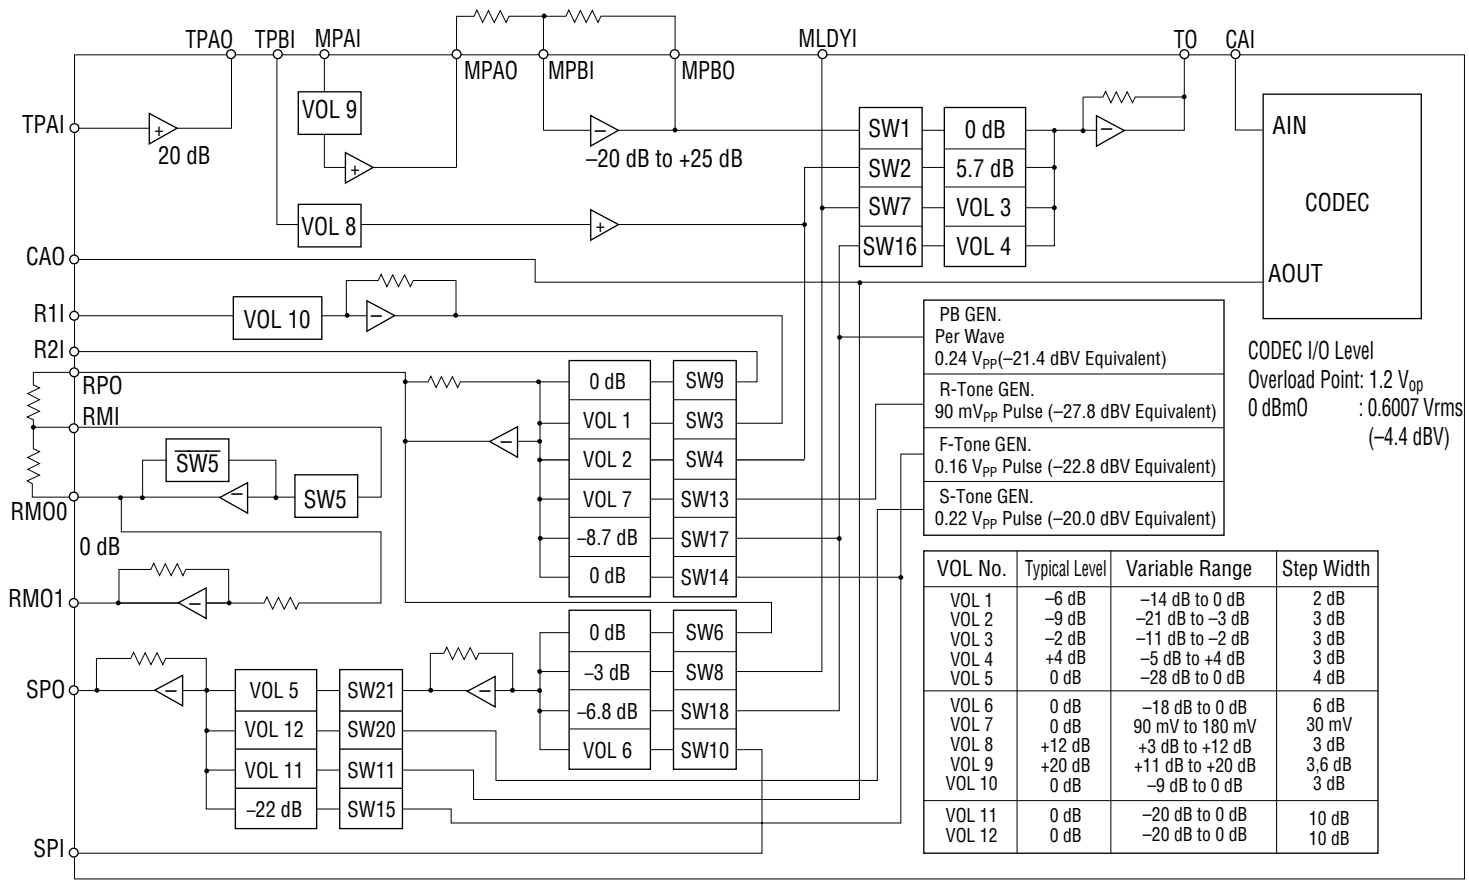 TPAO TPBI MPAI MLDYI TO CAI
MPAO MPBI MPBO
TPAI
+
20 dB
VOL 9
+
−
–20 dB to +25 dB
VOL 8
+
SW1 0 dB
SW2 5.7 dB
SW7 VOL 3
SW16 VOL 4
−
AIN
CODEC
AOUT
CAO
R1I
VOL 10
−
R2I
RPO
RMI
SW5
−
SW5
RMO0
0 dB
RMO1
−
−
0 dB SW9
VOL 1 SW3
VOL 2 SW4
VOL 7 SW13
–8.7 dB SW17
0 dB SW14
0 dB SW6
–3 dB SW8
–6.8 dB SW18
VOL 6 SW10
−
SPO
−
VOL 5 SW21
VOL 12 SW20
VOL 11 SW11
–22 dB SW15
SPI
PB GEN.
Per Wave
0.24 VPP(–21.4 dBV Equivalent)
R-Tone GEN.
90 mVPP Pulse (–27.8 dBV Equivalent)
F-Tone GEN.
0.16 VPP Pulse (–22.8 dBV Equivalent)
S-Tone GEN.
0.22 VPP Pulse (–20.0 dBV Equivalent)
CODEC I/O Level
Overload Point: 1.2 Vop
0 dBmO : 0.6007 Vrms
(–4.4 dBV)
VOL No. Typical Level Variable Range Step Width
VOL 1 –6 dB –14 dB to 0 dB 2 dB
VOL 2 –9 dB –21 dB to –3 dB 3 dB
VOL 3 –2 dB –11 dB to –2 dB 3 dB
VOL 4 +4 dB –5 dB to +4 dB 3 dB
VOL 5 0 dB –28 dB to 0 dB 4 dB
VOL 6 0 dB –18 dB to 0 dB 6 dB
VOL 7 0 dB 90 mV to 180 mV 30 mV
VOL 8 +12 dB +3 dB to +12 dB 3 dB
VOL 9 +20 dB +11 dB to +20 dB 3,6 dB
VOL 10 0 dB –9 dB to 0 dB 3 dB
VOL 11 0 dB –20 dB to 0 dB 10 dB
VOL 12 0 dB –20 dB to 0 dB 10 dB